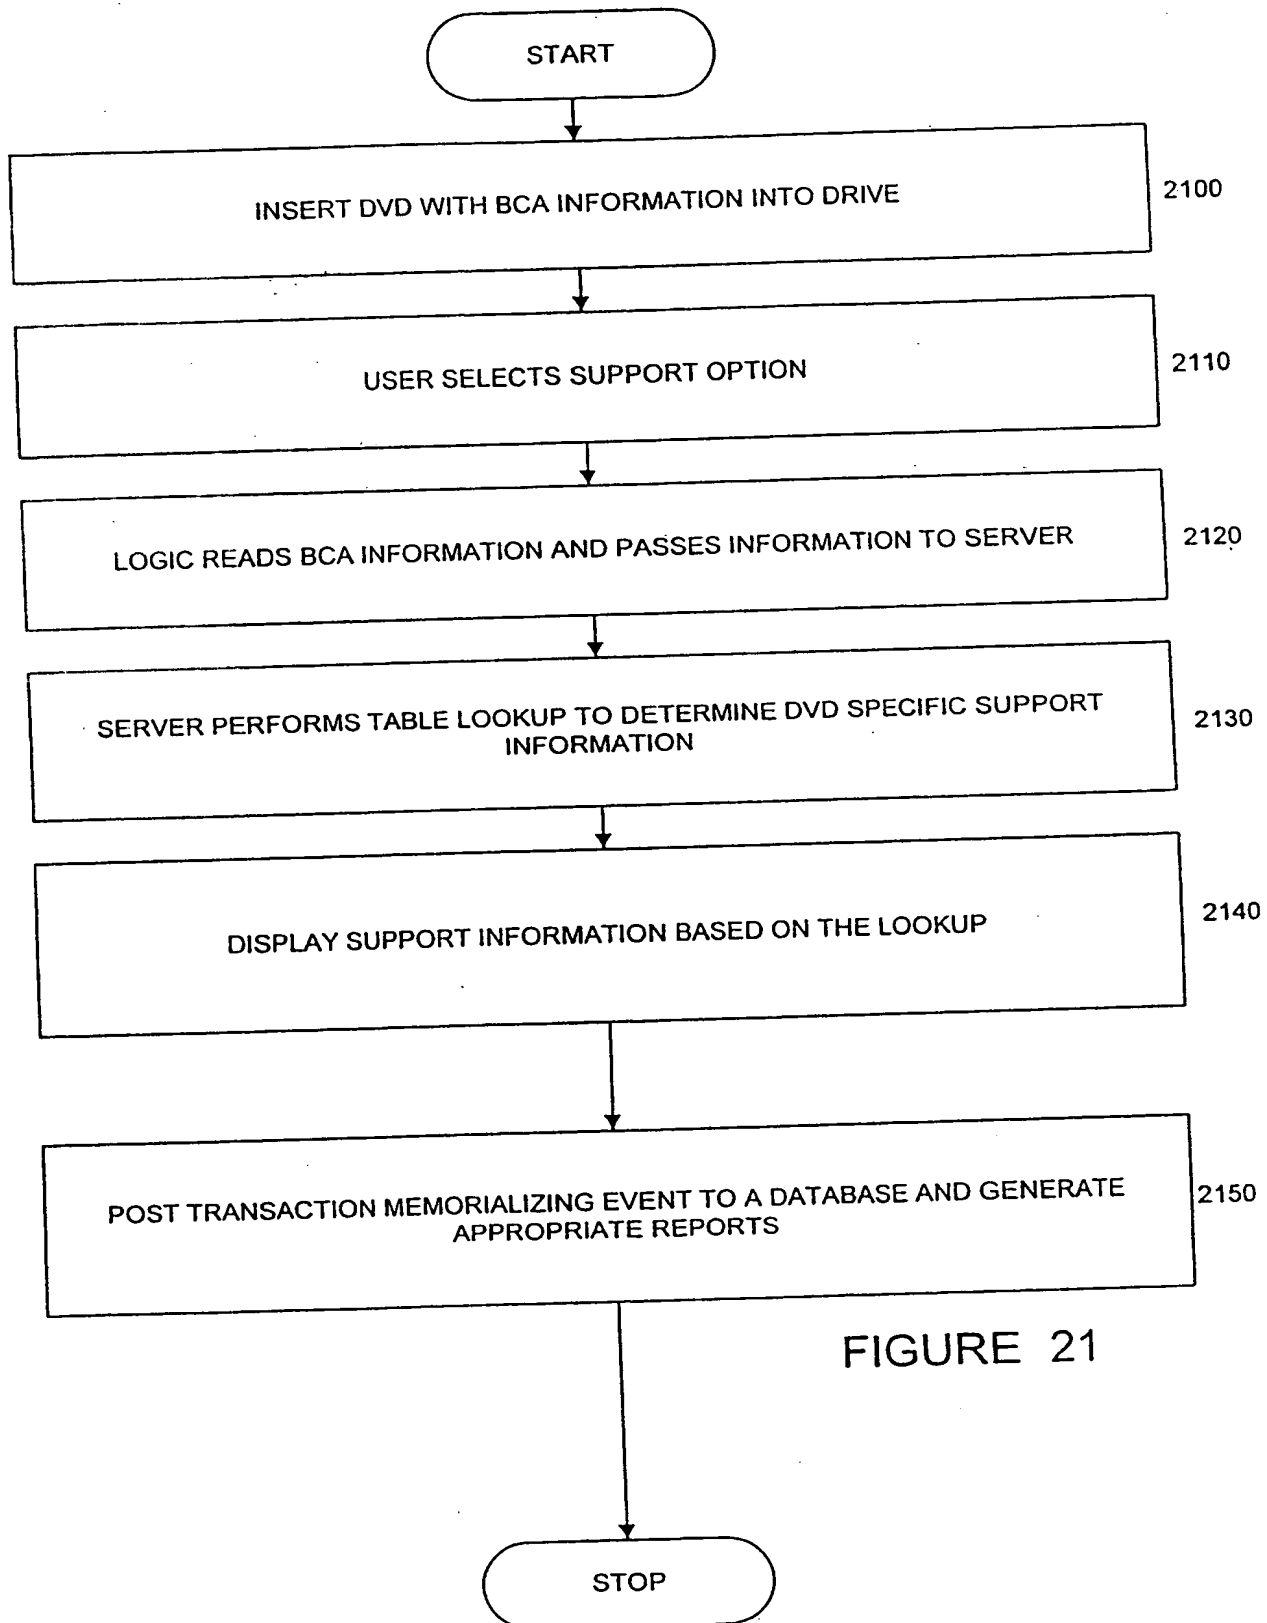 START
INSERT DVD WITH BCA INFORMATION INTO DRIVE
2100
USER SELECTS SUPPORT OPTION
2110
LOGIC READS BCA INFORMATION AND PASSES INFORMATION TO SERVER
2120
SERVER PERFORMS TABLE LOOKUP TO DETERMINE DVD SPECIFIC SUPPORT
INFORMATION
2130
DISPLAY SUPPORT INFORMATION BASED ON THE LOOKUP
2140
POST TRANSACTION MEMORIALIZING EVENT TO A DATABASE AND GENERATE
APPROPRIATE REPORTS
2150
FIGURE 21
STOP